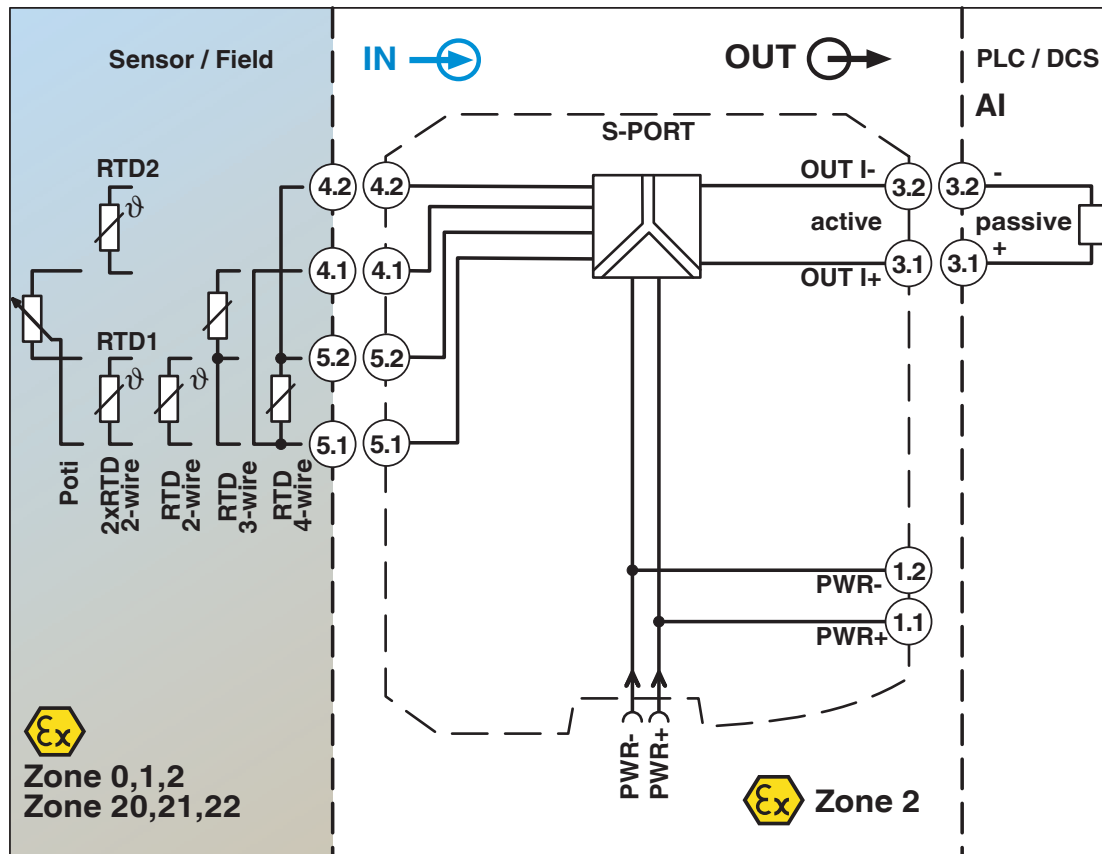 Sensor / Field
IN
OUT
PLC / DCS
AI
S-PORT
RTD2
ϑ
4.2
4.2
OUT I-
3.2
3.2
-
active
passive
4.1
4.1
OUT I+
3.1
3.1
+
RTD1
ϑ
ϑ
5.2
5.2
5.1
5.1
Poti
2xRTD
2-wire
RTD
2-wire
RTD
3-wire
RTD
4-wire
PWR-
1.2
PWR+
1.1
PWR-
PWR+
Ex
Zone 0,1,2
Zone 20,21,22
Ex
Zone 2